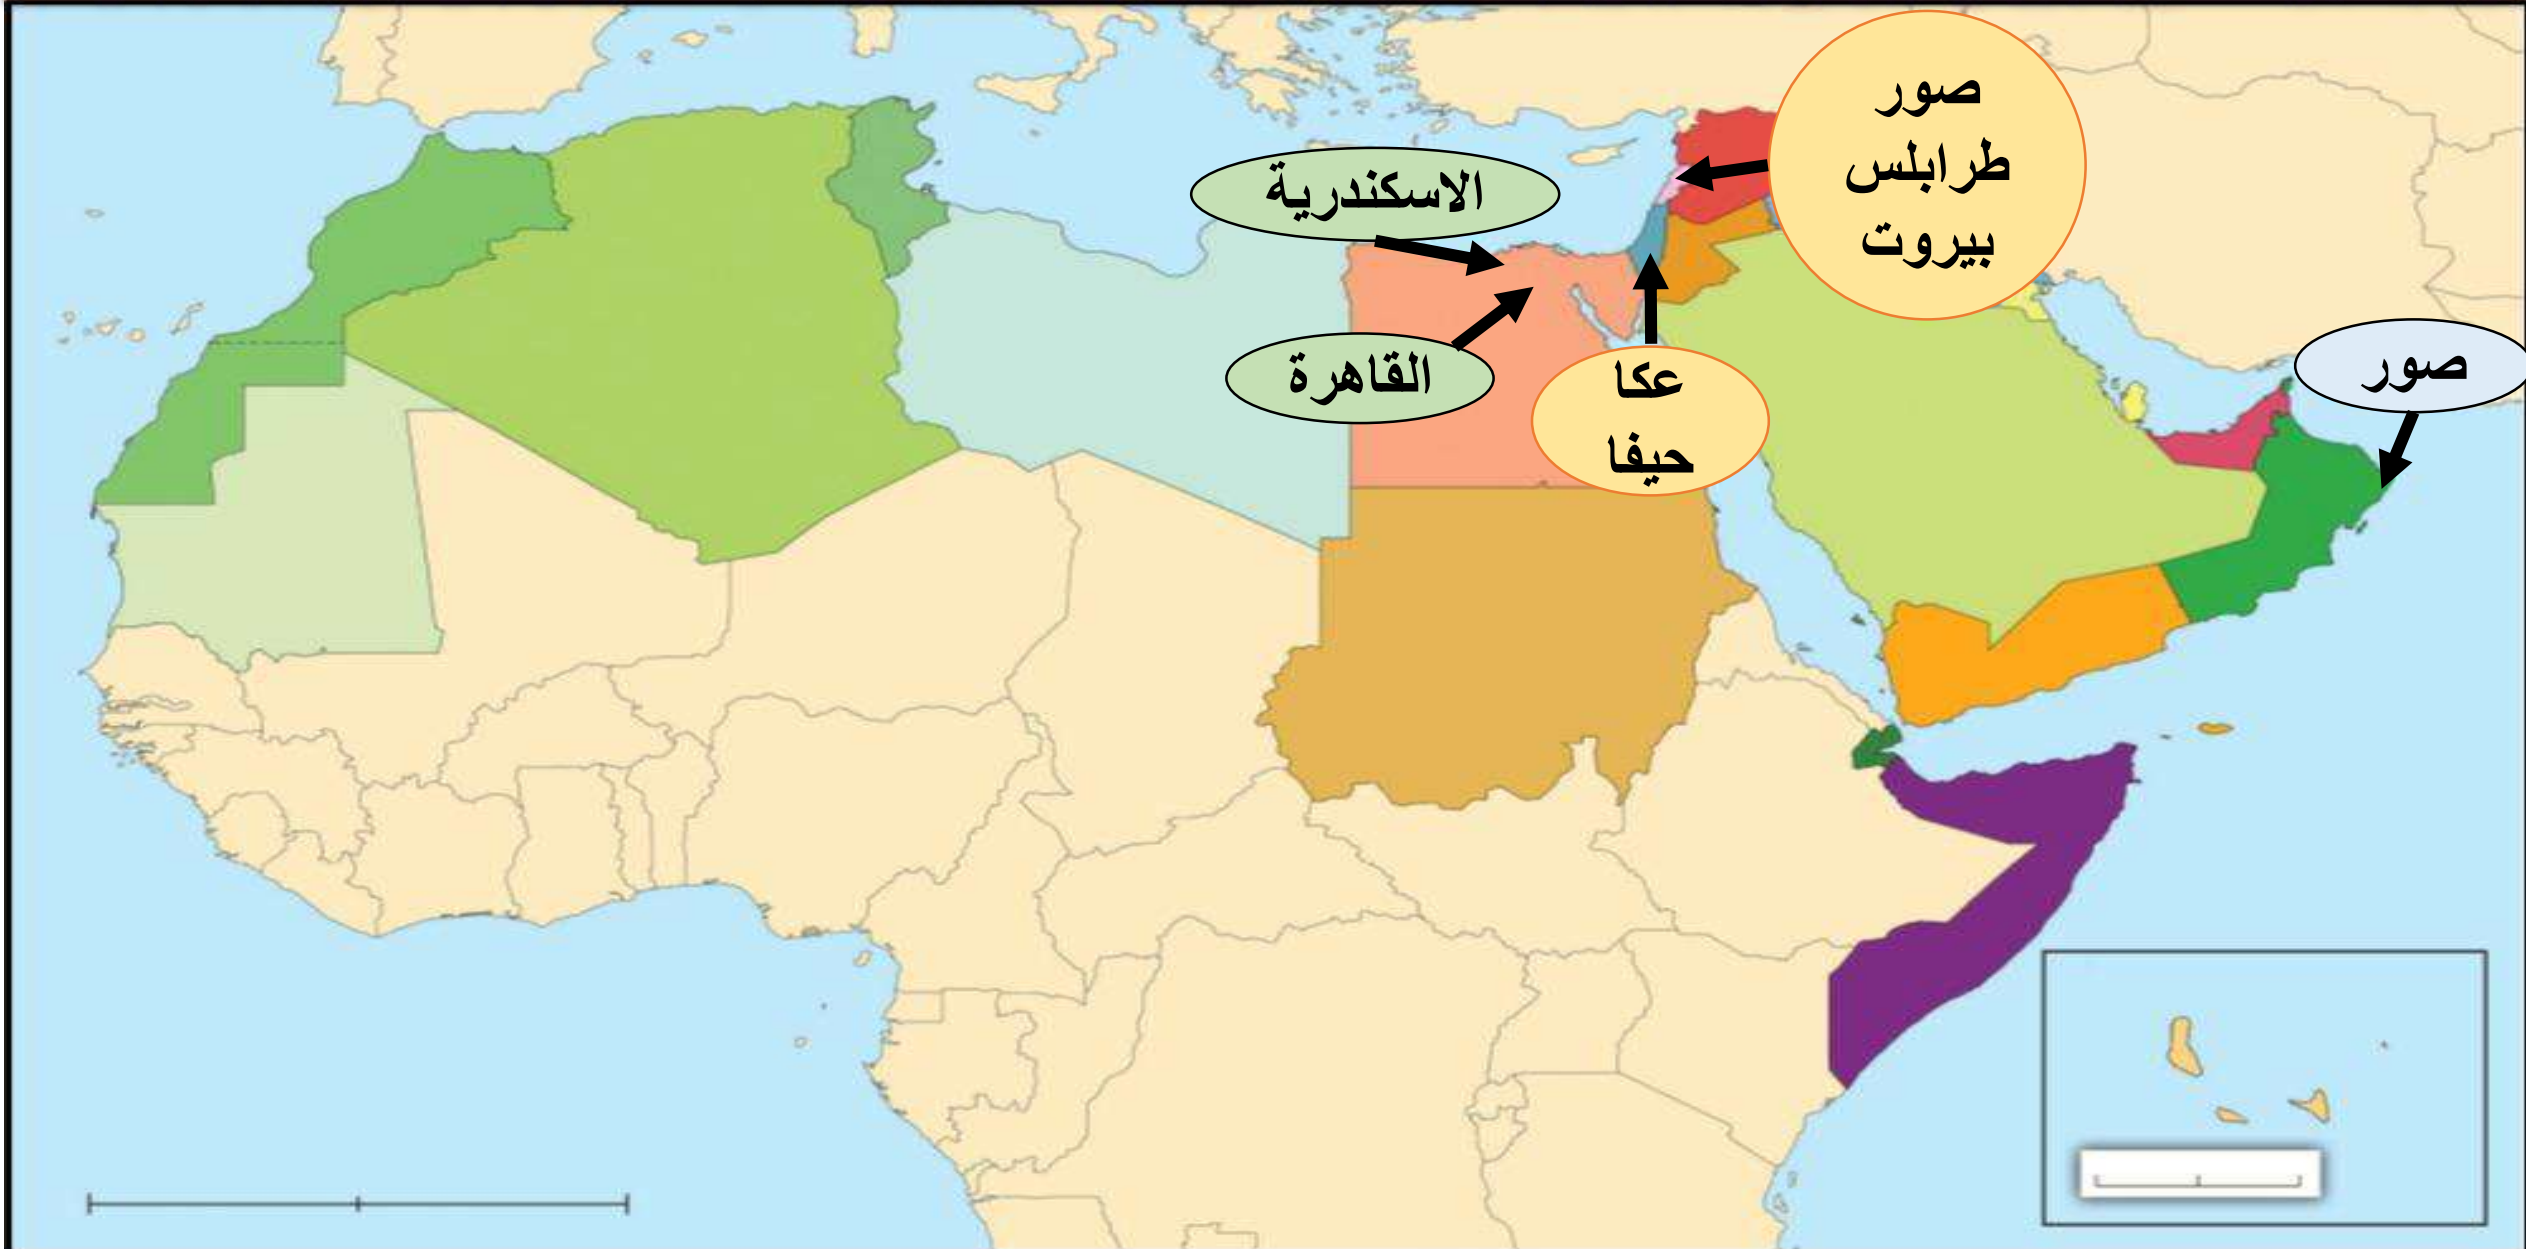 صور
طرابلس
بيروت
الاسكندرية
صور
القاهرة
عكا
حيفا